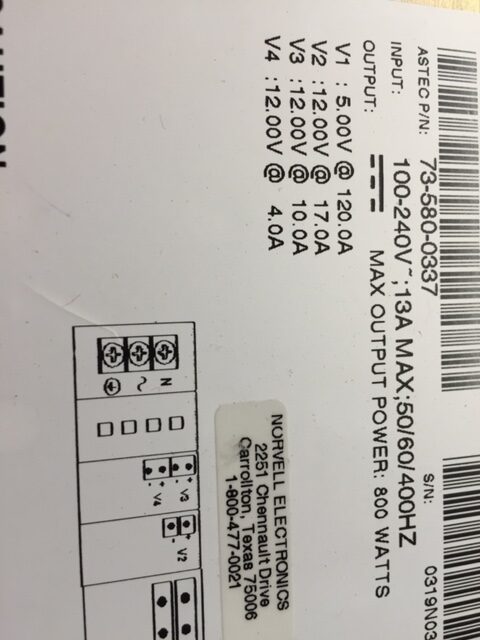 ASTEC P/N: 73-580-0337
S/N:
INPUT: 100-240V~;13A MAX;50/60/400HZ
OUTPUT: MAX OUTPUT POWER: 800 WATTS
V1 : 5.00V @ 120.0A
V2 :12.00V @ 17.0A
V3 :12.00V @ 10.0A
V4 :12.00V @ 4.0A
NORVELL ELECTRONICS
2251 Chennault Drive
Carrollton, Texas 75006
1-800-477-0021
N
+ - V3
+ - V4
+ - V2